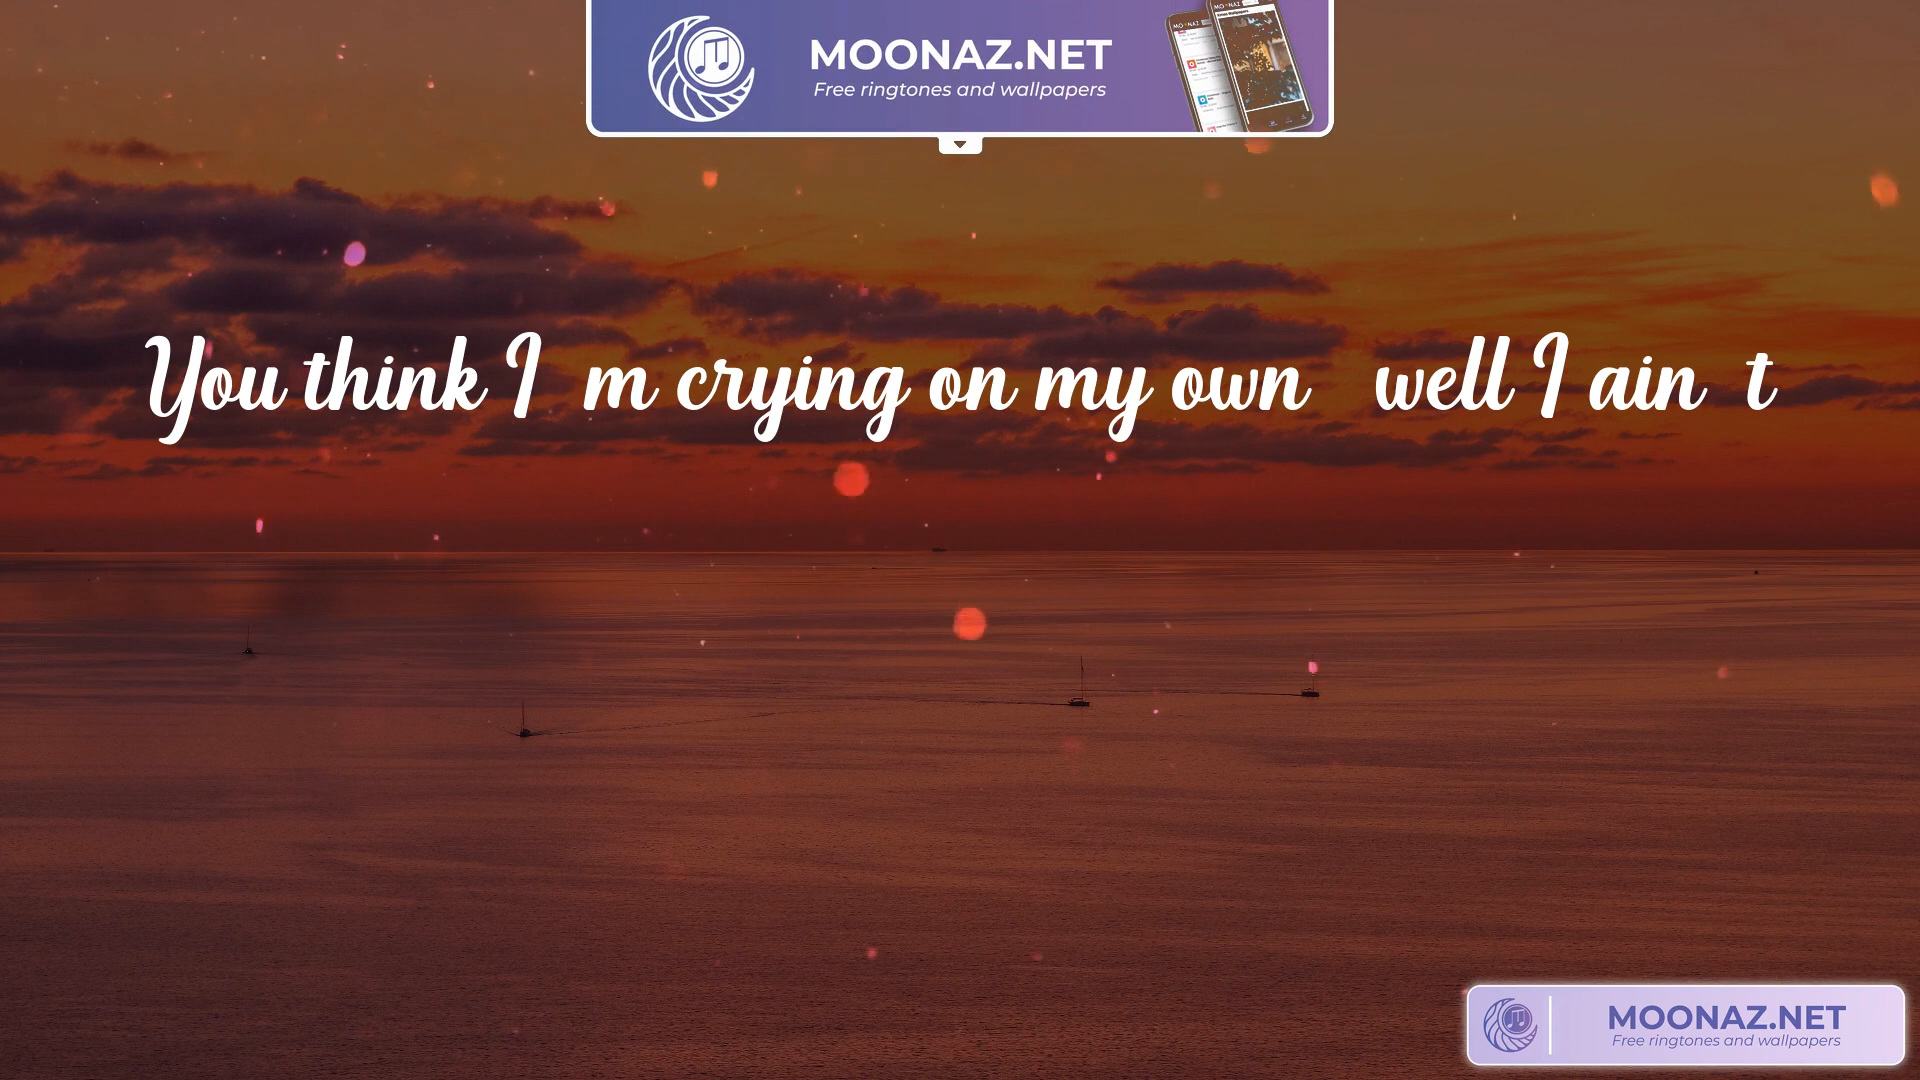 MOONAZ.NET
Free ringtones and wallpapers
You think I m crying on my own well I ain t
MOONAZ.NET
Free ringtones and wallpapers